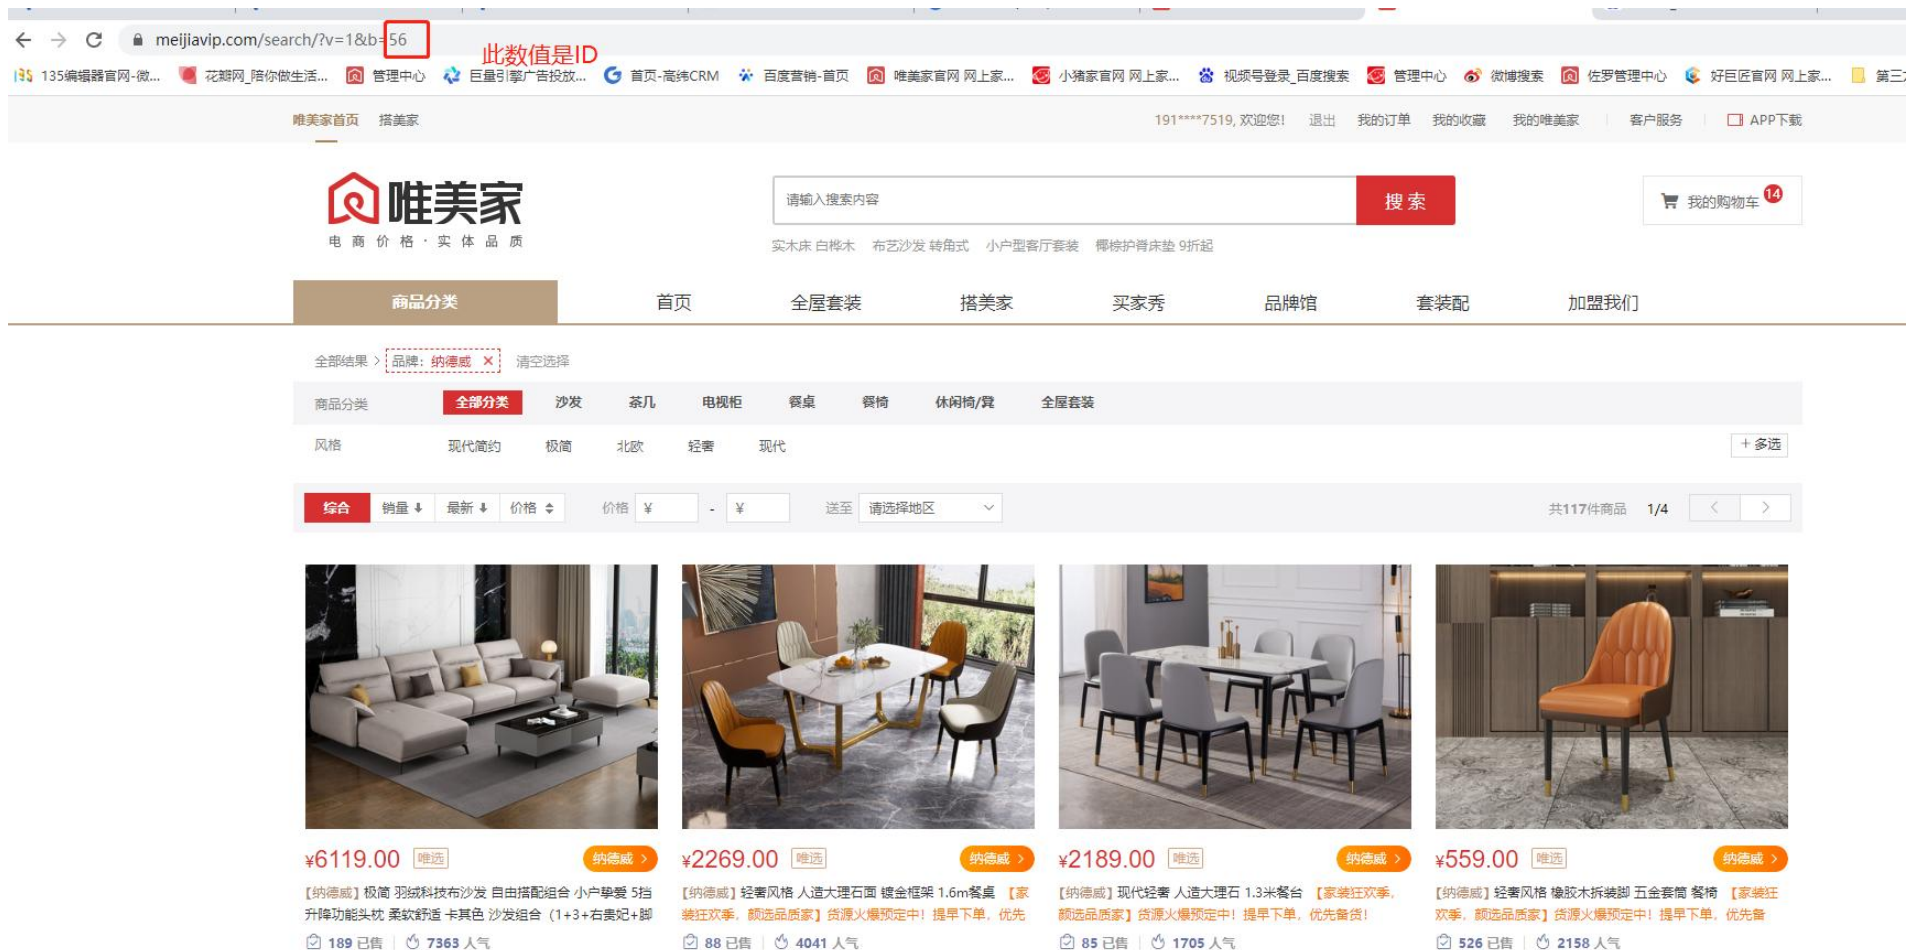 meijiavip.com/search/?v=1&b=56
此数值是ID
135编辑器官网-微... 花瓣网_陪你做生活... 管理中心 巨量引擎广告投放... 首页-高纬CRM 百度营销-首页 唯美家官网 网上家... 小猪家官网 网上家... 视频号登录_百度搜索 管理中心 微博搜索 佐罗管理中心 好巨匠官网 网上家...
唯美家首页 搭美家 191****7519, 欢迎您! 退出 我的订单 我的收藏 我的唯美家 客户服务 APP下载
唯美家
电商价格·实体品质
请输入搜索内容 搜索 我的购物车 14
实木床 白桦木 布艺沙发 转角式 小户型客厅套装 椰棕护脊床垫 9折起
商品分类 首页 全屋套装 搭美家 买家秀 品牌馆 套装配 加盟我们
全部结果 > 品牌: 纳德威 × 清空选择
商品分类 全部分类 沙发 茶几 电视柜 餐桌 餐椅 休闲椅/凳 全屋套装
风格 现代简约 极简 北欧 轻奢 现代 + 多选
综合 销量 最新 价格 价格 ¥ - ¥ 送至 请选择地区 共117件商品 1/4 < >
¥6119.00 唯选 纳德威 >
【纳德威】极简 羽绒科技布沙发 自由搭配组合 小户挚爱 5挡
升降功能头枕 柔软舒适 卡其色 沙发组合（1+3+右贵妃+脚
189 已售 7363 人气
¥2269.00 唯选 纳德威 >
【纳德威】轻奢风格 人造大理石面 镀金框架 1.6m餐桌 【家
装狂欢季，颜选品质家】货源火爆预定中！提早下单，优先
88 已售 4041 人气
¥2189.00 唯选 纳德威 >
【纳德威】现代轻奢 人造大理石 1.3米餐台 【家装狂欢季，
颜选品质家】货源火爆预定中！提早下单，优先备货！
85 已售 1705 人气
¥559.00 唯选 纳德威 >
【纳德威】轻奢风格 橡胶木拆装脚 五金套筒 餐椅 【家装狂
欢季，颜选品质家】货源火爆预定中！提早下单，优先备
526 已售 2158 人气